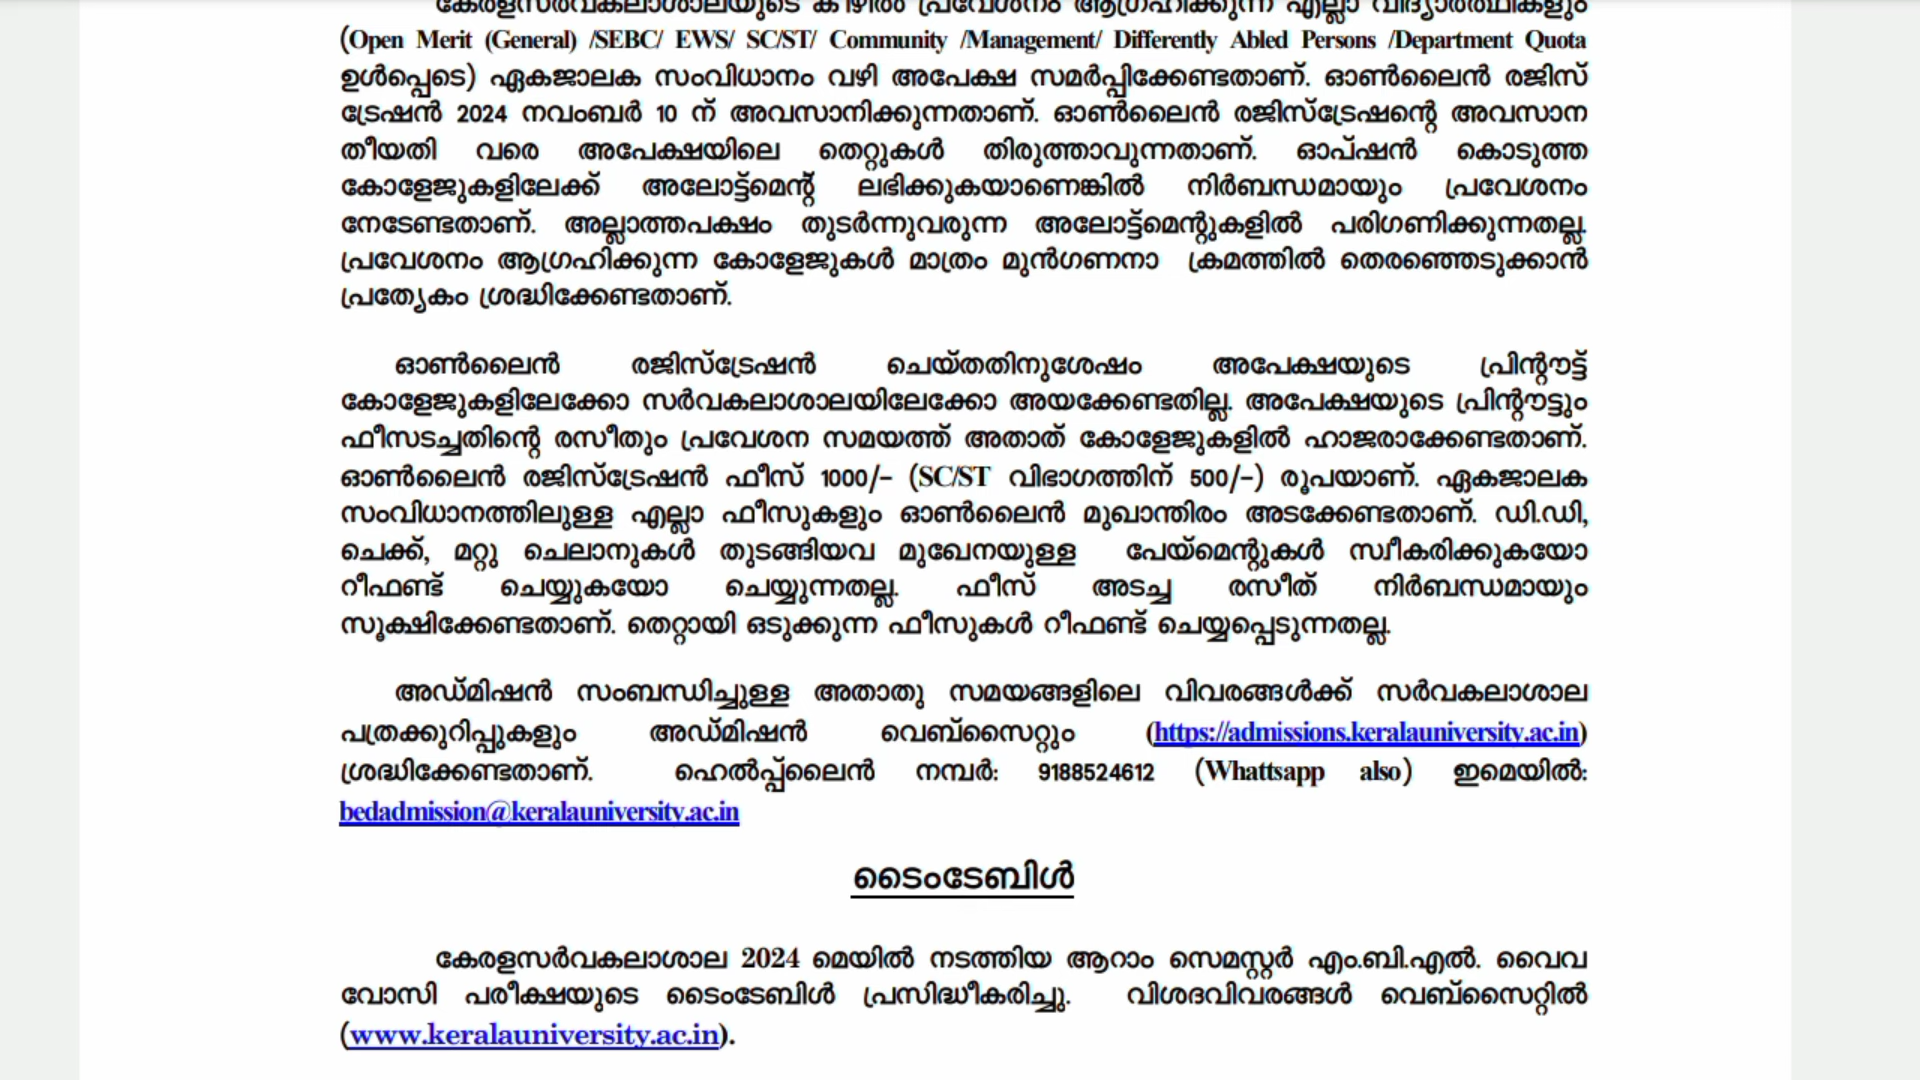 കേരളസർവകലാശാലയുടെ കീഴിൽ പ്രവേശനം ആഗ്രഹിക്കുന്ന എല്ലാ വിദ്യാർത്ഥികളും
(Open Merit (General) /SEBC/ EWS/ SC/ST/ Community /Management/ Differently Abled Persons /Department Quota
ഉൾപ്പെടെ) ഏകജാലക സംവിധാനം വഴി അപേക്ഷ സമർപ്പിക്കേണ്ടതാണ്. ഓൺലൈൻ രജിസ്
ട്രേഷൻ 2024 നവംബർ 10 ന് അവസാനിക്കുന്നതാണ്. ഓൺലൈൻ രജിസ്ട്രേഷന്റെ അവസാന
തീയതി വരെ അപേക്ഷയിലെ തെറ്റുകൾ തിരുത്താവുന്നതാണ്. ഓപ്ഷൻ കൊടുത്ത
കോളേജുകളിലേക്ക് അലോട്ട്മെന്റ് ലഭിക്കുകയാണെങ്കിൽ നിർബന്ധമായും പ്രവേശനം
നേടേണ്ടതാണ്. അല്ലാത്തപക്ഷം തുടർന്നുവരുന്ന അലോട്ട്മെന്റുകളിൽ പരിഗണിക്കുന്നതല്ല.
പ്രവേശനം ആഗ്രഹിക്കുന്ന കോളേജുകൾ മാത്രം മുൻഗണനാ ക്രമത്തിൽ തെരഞ്ഞെടുക്കാൻ
പ്രത്യേകം ശ്രദ്ധിക്കേണ്ടതാണ്.
ഓൺലൈൻ രജിസ്ട്രേഷൻ ചെയ്തതിനുശേഷം അപേക്ഷയുടെ പ്രിന്റൗട്ട്
കോളേജുകളിലേക്കോ സർവകലാശാലയിലേക്കോ അയക്കേണ്ടതില്ല. അപേക്ഷയുടെ പ്രിന്റൗട്ടും
ഫീസടച്ചതിന്റെ രസീതും പ്രവേശന സമയത്ത് അതാത് കോളേജുകളിൽ ഹാജരാക്കേണ്ടതാണ്.
ഓൺലൈൻ രജിസ്ട്രേഷൻ ഫീസ് 1000/– (SC/ST വിഭാഗത്തിന് 500/–) രൂപയാണ്. ഏകജാലക
സംവിധാനത്തിലുള്ള എല്ലാ ഫീസുകളും ഓൺലൈൻ മുഖാന്തിരം അടക്കേണ്ടതാണ്. ഡി.ഡി,
ചെക്ക്, മറ്റു ചെലാനുകൾ തുടങ്ങിയവ മുഖേനയുള്ള പേയ്മെന്റുകൾ സ്വീകരിക്കുകയോ
റീഫണ്ട് ചെയ്യുകയോ ചെയ്യുന്നതല്ല. ഫീസ് അടച്ച രസീത് നിർബന്ധമായും
സൂക്ഷിക്കേണ്ടതാണ്. തെറ്റായി ഒടുക്കുന്ന ഫീസുകൾ റീഫണ്ട് ചെയ്യപ്പെടുന്നതല്ല.
അഡ്മിഷൻ സംബന്ധിച്ചുള്ള അതാതു സമയങ്ങളിലെ വിവരങ്ങൾക്ക് സർവകലാശാല
പത്രക്കുറിപ്പുകളും അഡ്മിഷൻ വെബ്സൈറ്റും (https://admissions.keralauniversity.ac.in)
ശ്രദ്ധിക്കേണ്ടതാണ്. ഹെൽപ്പ്ലൈൻ നമ്പർ: 9188524612 (Whattsapp also) ഇമെയിൽ:
bedadmission@keralauniversity.ac.in
ടൈംടേബിൾ
കേരളസർവകലാശാല 2024 മെയിൽ നടത്തിയ ആറാം സെമസ്റ്റർ എം.ബി.എൽ. വൈവ
വോസി പരീക്ഷയുടെ ടൈംടേബിൾ പ്രസിദ്ധീകരിച്ചു. വിശദവിവരങ്ങൾ വെബ്സൈറ്റിൽ
(www.keralauniversity.ac.in).